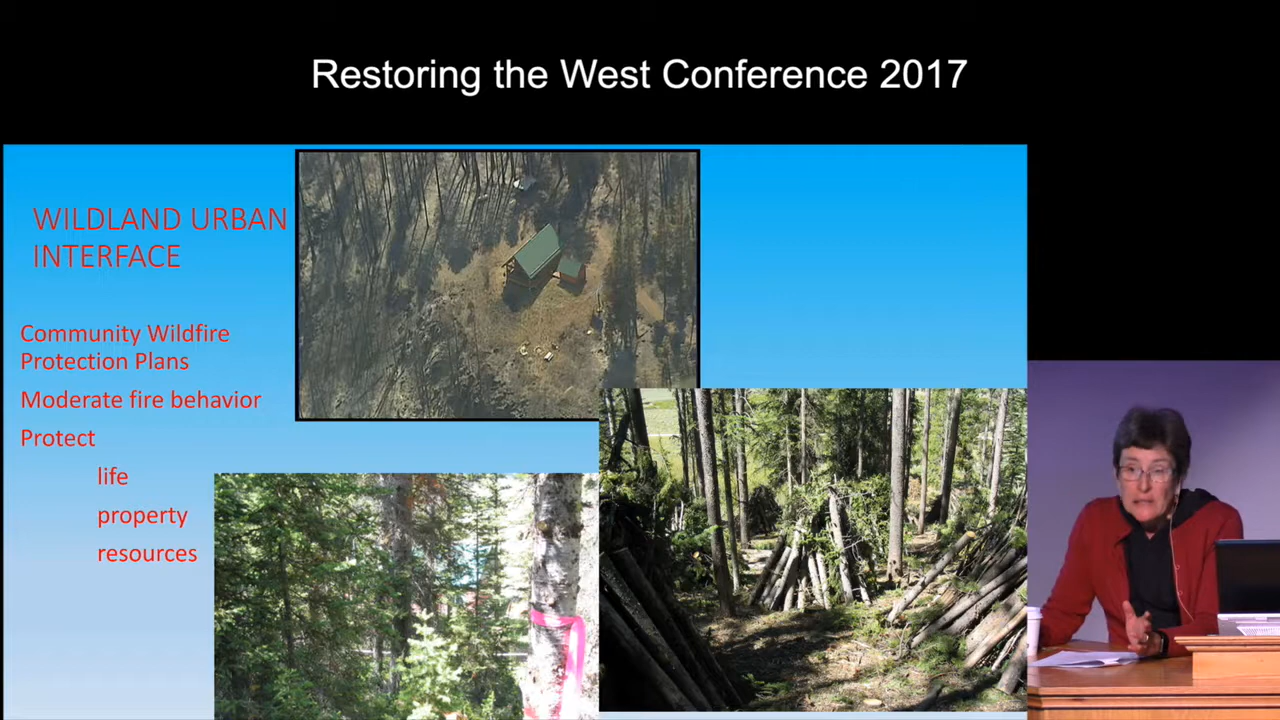 Restoring the West Conference 2017
WILDLAND URBAN
INTERFACE
Community Wildfire
Protection Plans
Moderate fire behavior
Protect
life
property
resources